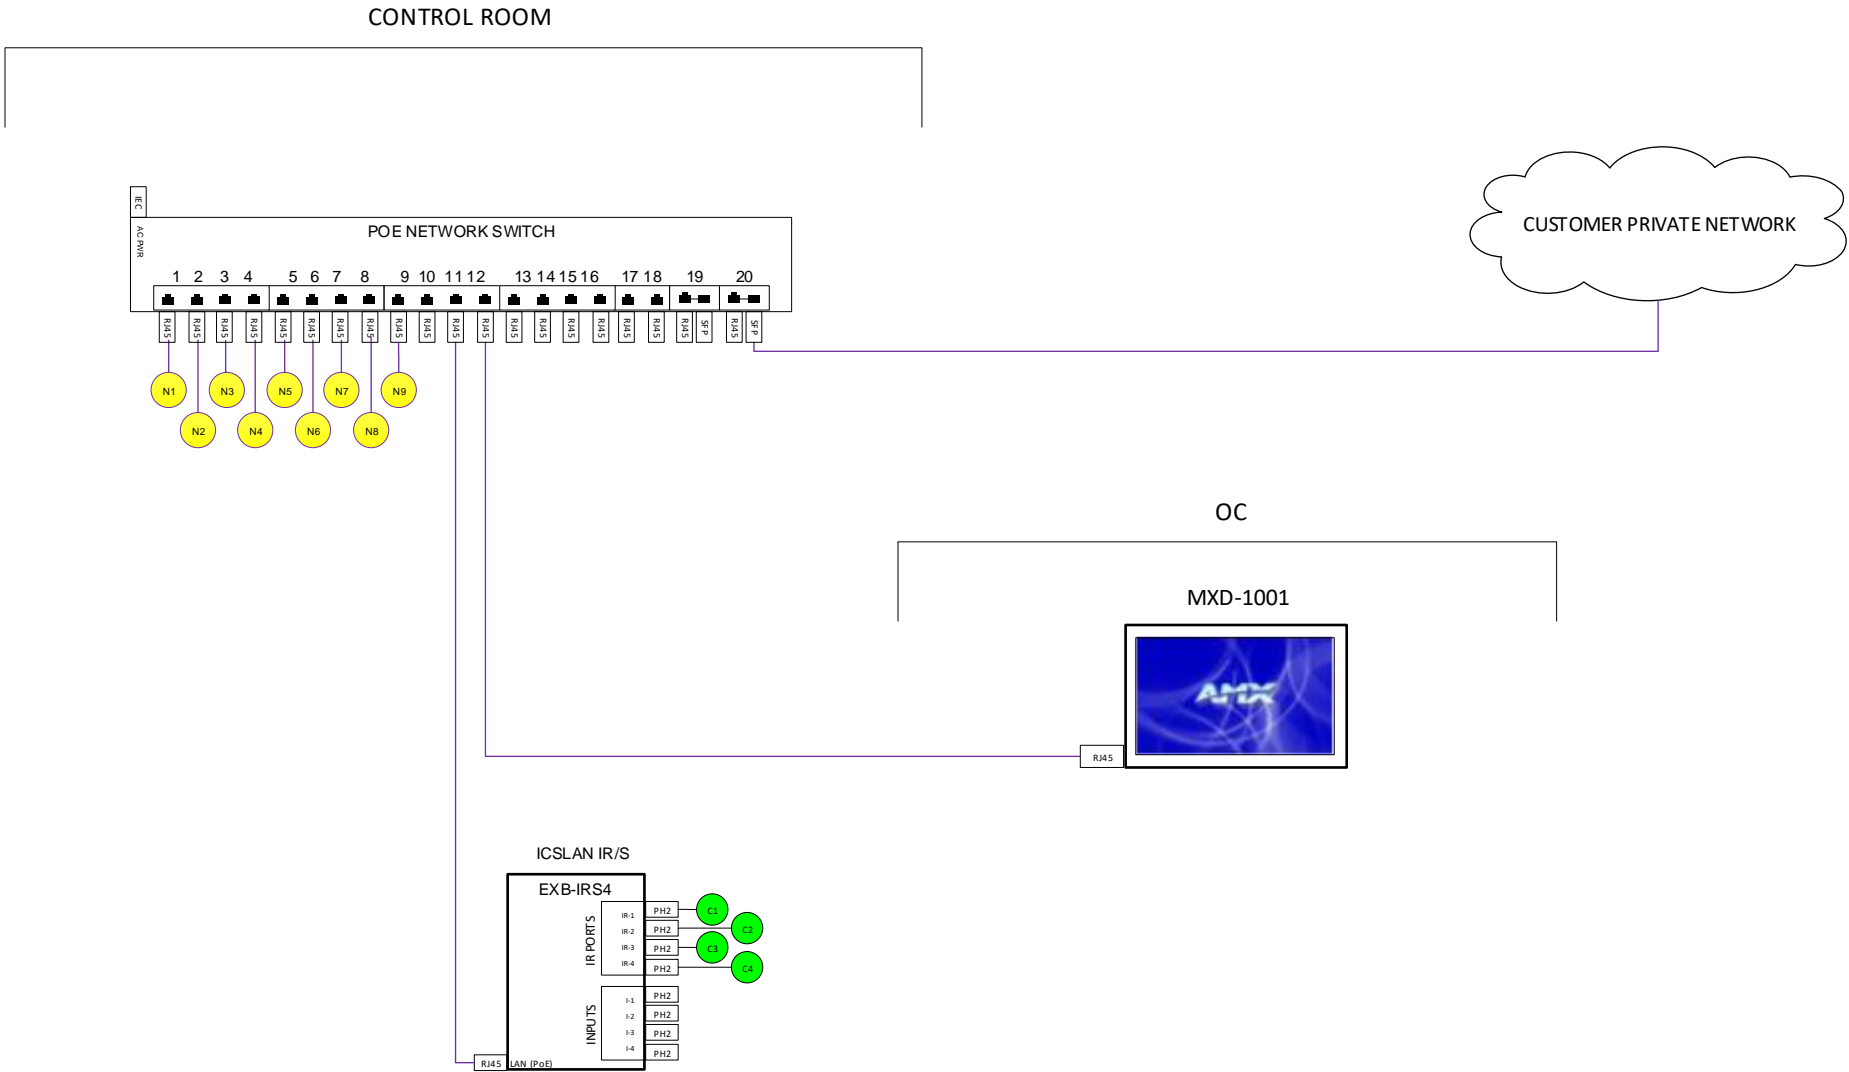 CONTROL ROOM
IEC
AC PWR
POE NETWORK SWITCH
CUSTOMER PRIVATE NETWORK
1 2 3 4 5 6 7 8 9 10 11 12 13 14 15 16 17 18 19 20
RJ45 RJ45 RJ45 RJ45 RJ45 RJ45 RJ45 RJ45 RJ45 RJ45 RJ45 RJ45 RJ45 RJ45 RJ45 RJ45 RJ45 RJ45 RJ45 SFP RJ45 SFP
N1 N3 N5 N7 N9
N2 N4 N6 N8
OC
MXD-1001
AMX
RJ45
ICSLAN IR/S
EXB-IRS4
IR PORTS
IR-1 PH2 C1
IR-2 PH2 C2
IR-3 PH2 C3
IR-4 PH2 C4
INPUTS
I-1 PH2
I-2 PH2
I-3 PH2
I-4 PH2
RJ45 LAN (PoE)